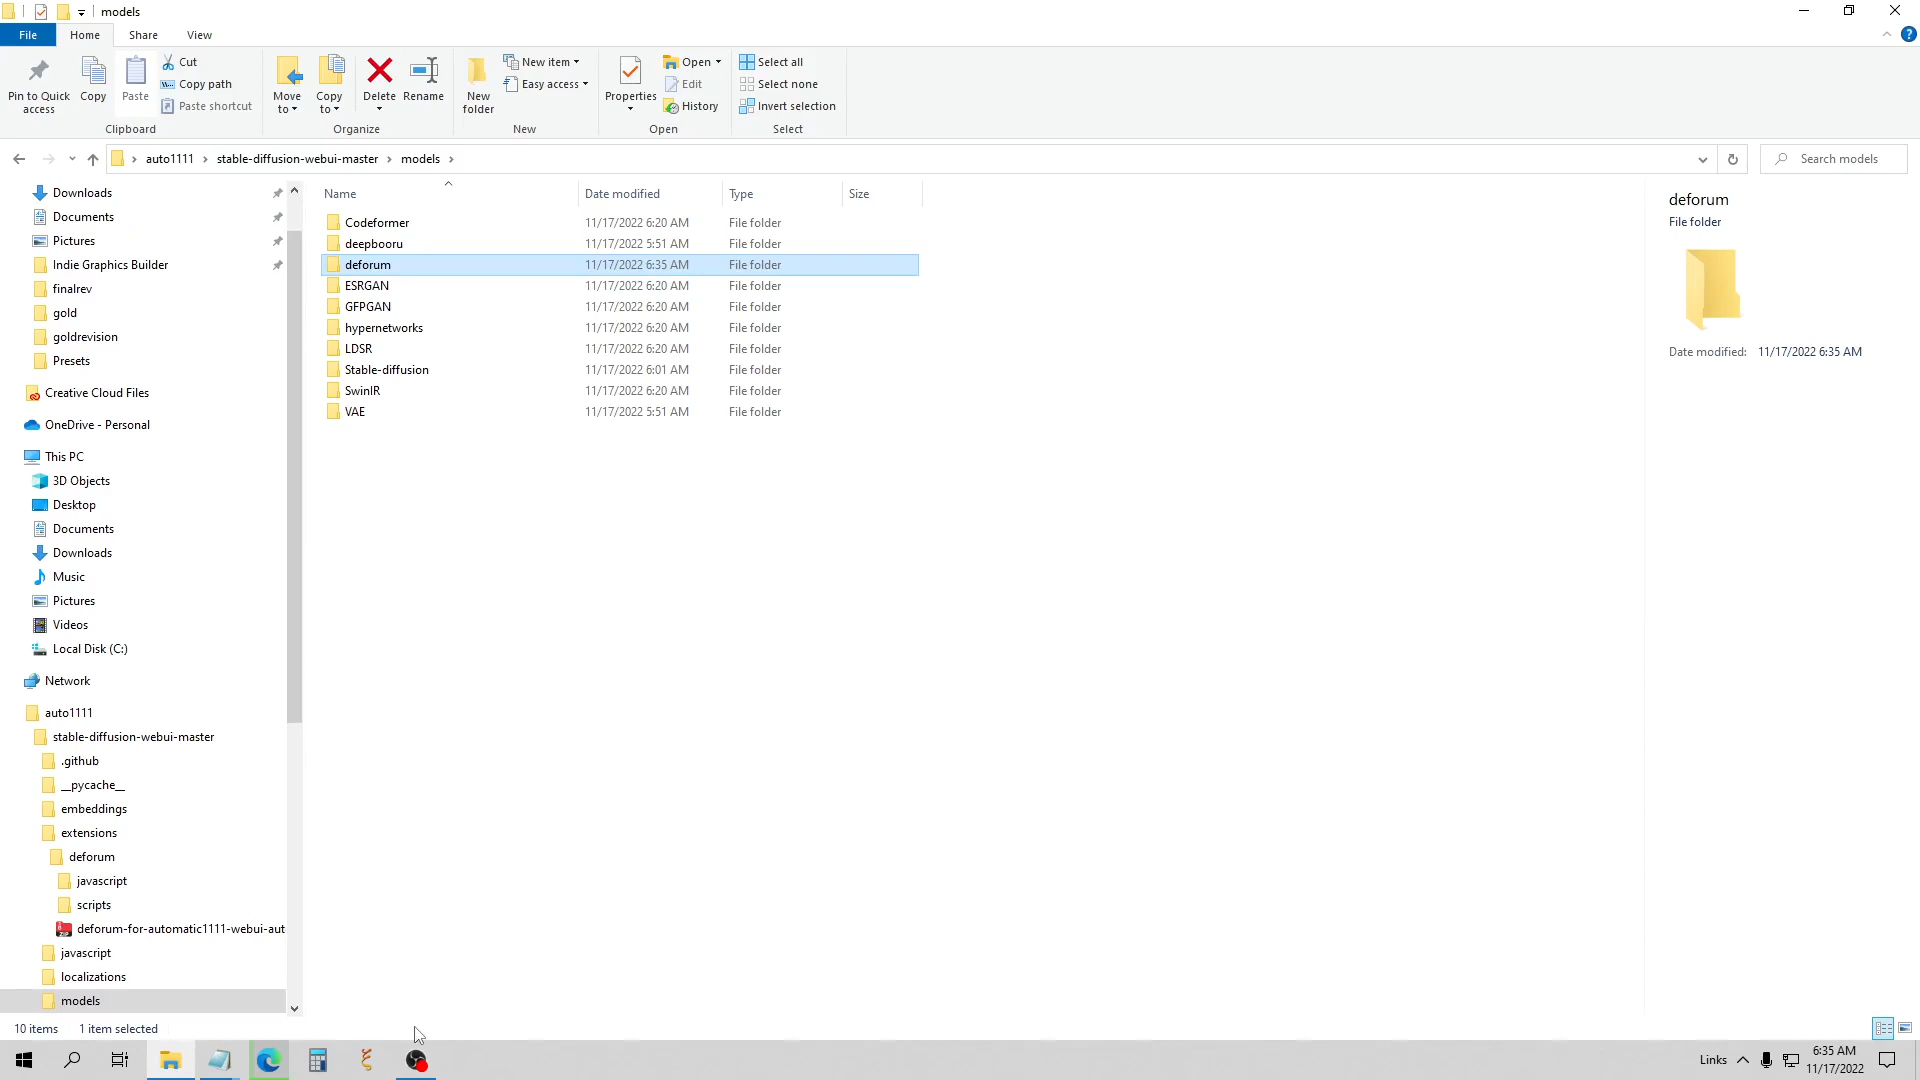 models
File
Home
Share
View
Pin to Quick access
Copy
Paste
Cut
Copy path
Paste shortcut
Clipboard
Move to
Copy to
Delete
Rename
Organize
New folder
New item
Easy access
New
Properties
Open
Edit
History
Open
Select all
Select none
Invert selection
Select
auto1111 › stable-diffusion-webui-master › models ›
Search models
Downloads
Documents
Pictures
Indie Graphics Builder
finalrev
gold
goldrevision
Presets
Creative Cloud Files
OneDrive - Personal
This PC
3D Objects
Desktop
Documents
Downloads
Music
Pictures
Videos
Local Disk (C:)
Network
auto1111
stable-diffusion-webui-master
.github
__pycache__
embeddings
extensions
deforum
javascript
scripts
deforum-for-automatic1111-webui-aut
javascript
localizations
models
Name Date modified Type Size
Codeformer 11/17/2022 6:20 AM File folder
deepbooru 11/17/2022 5:51 AM File folder
deforum 11/17/2022 6:35 AM File folder
ESRGAN 11/17/2022 6:20 AM File folder
GFPGAN 11/17/2022 6:20 AM File folder
hypernetworks 11/17/2022 6:20 AM File folder
LDSR 11/17/2022 6:20 AM File folder
Stable-diffusion 11/17/2022 6:01 AM File folder
SwinIR 11/17/2022 6:20 AM File folder
VAE 11/17/2022 5:51 AM File folder
deforum
File folder
Date modified: 11/17/2022 6:35 AM
10 items 1 item selected
Links
6:35 AM
11/17/2022